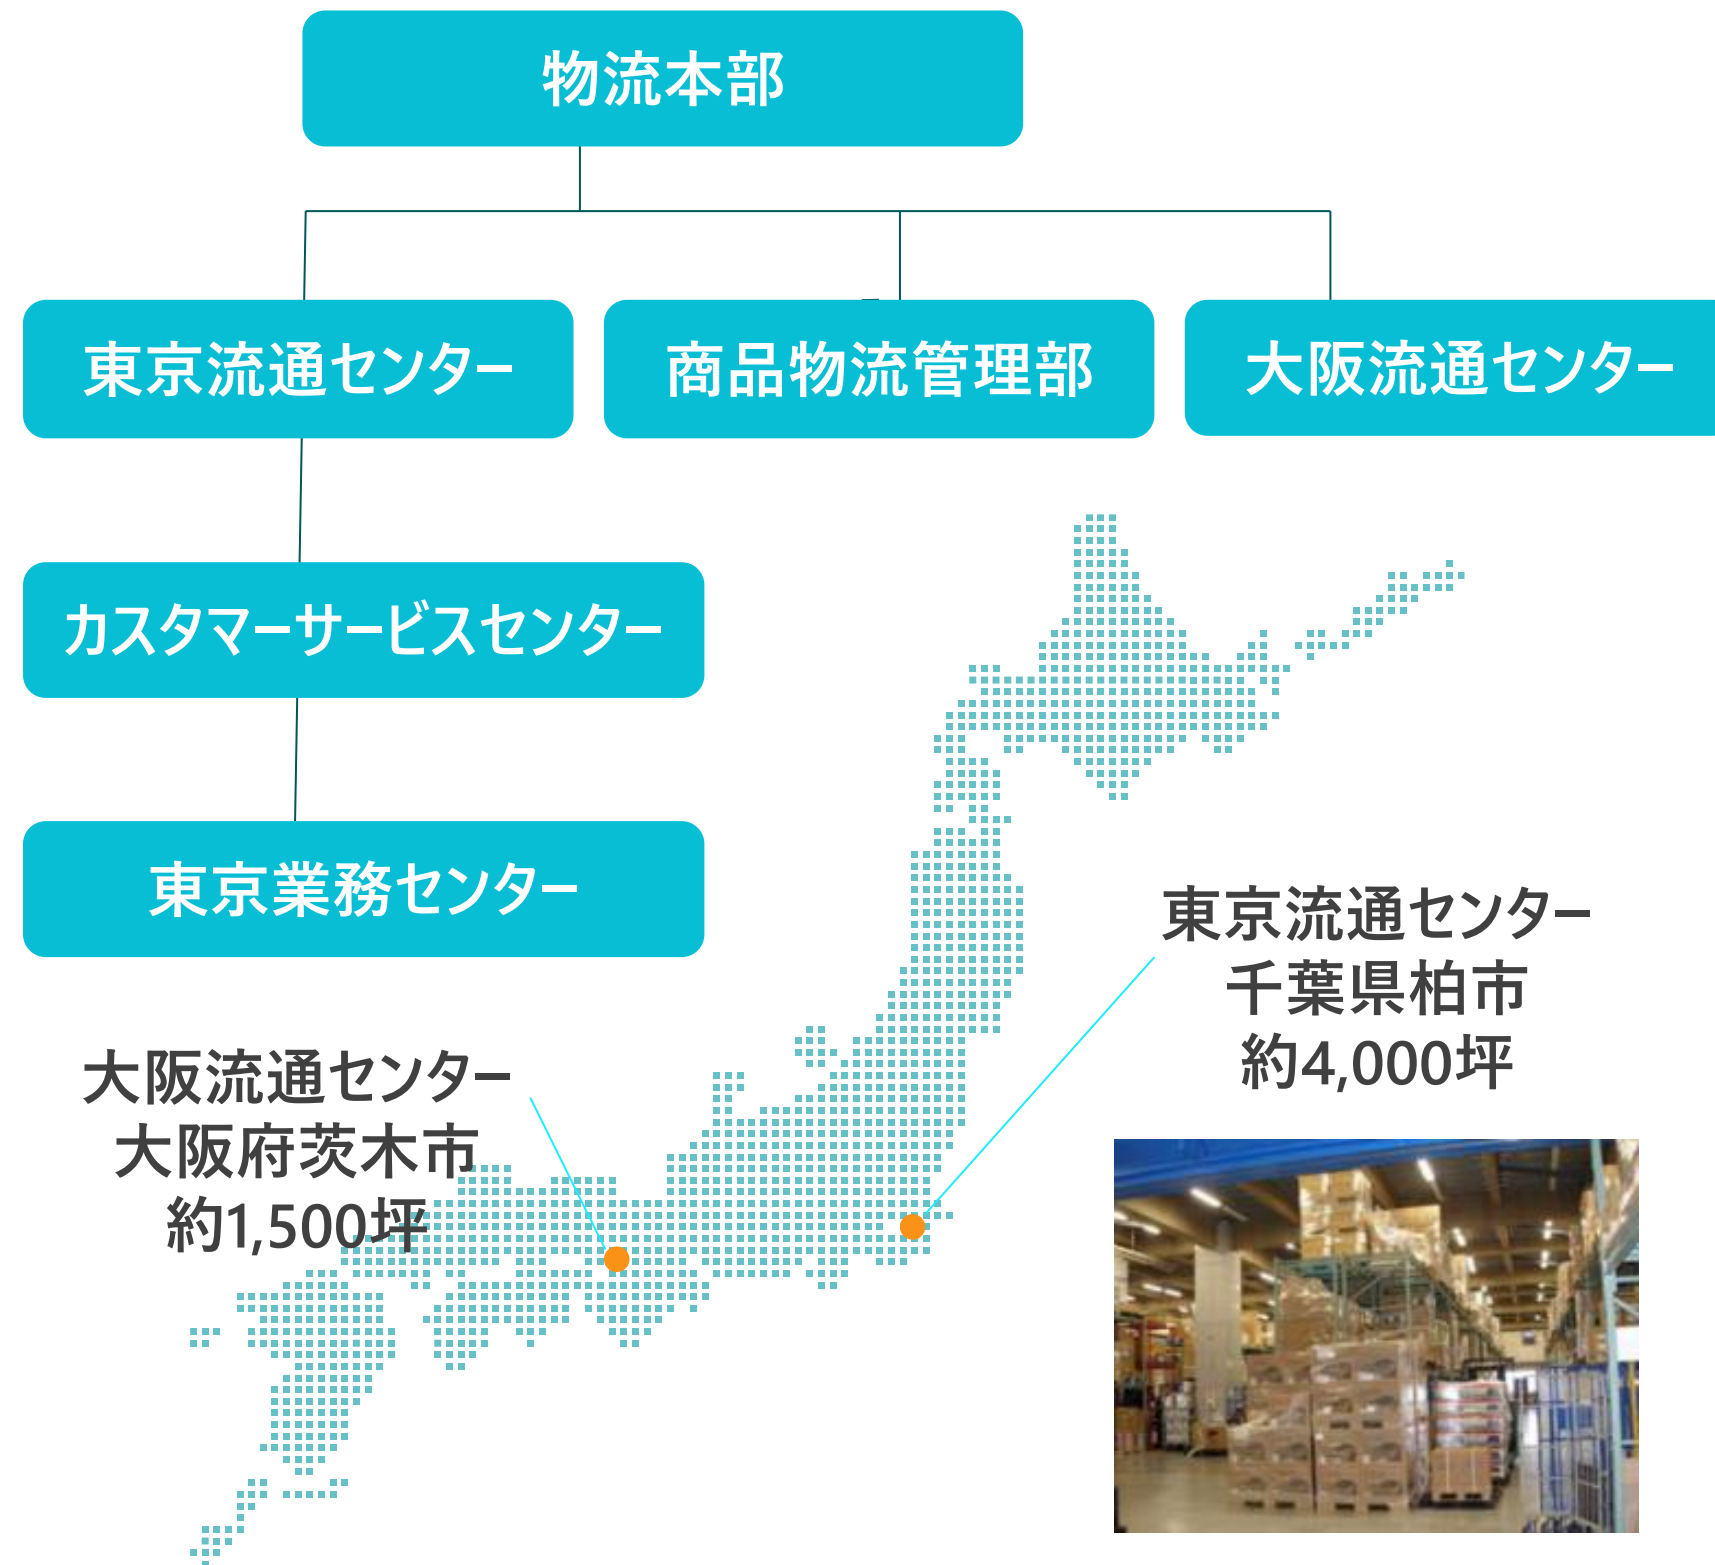 物流本部
東京流通センター
商品物流管理部
大阪流通センター
カスタマーサービスセンター
東京業務センター
東京流通センター
千葉県柏市
約4,000坪
大阪流通センター
大阪府茨木市
約1,500坪